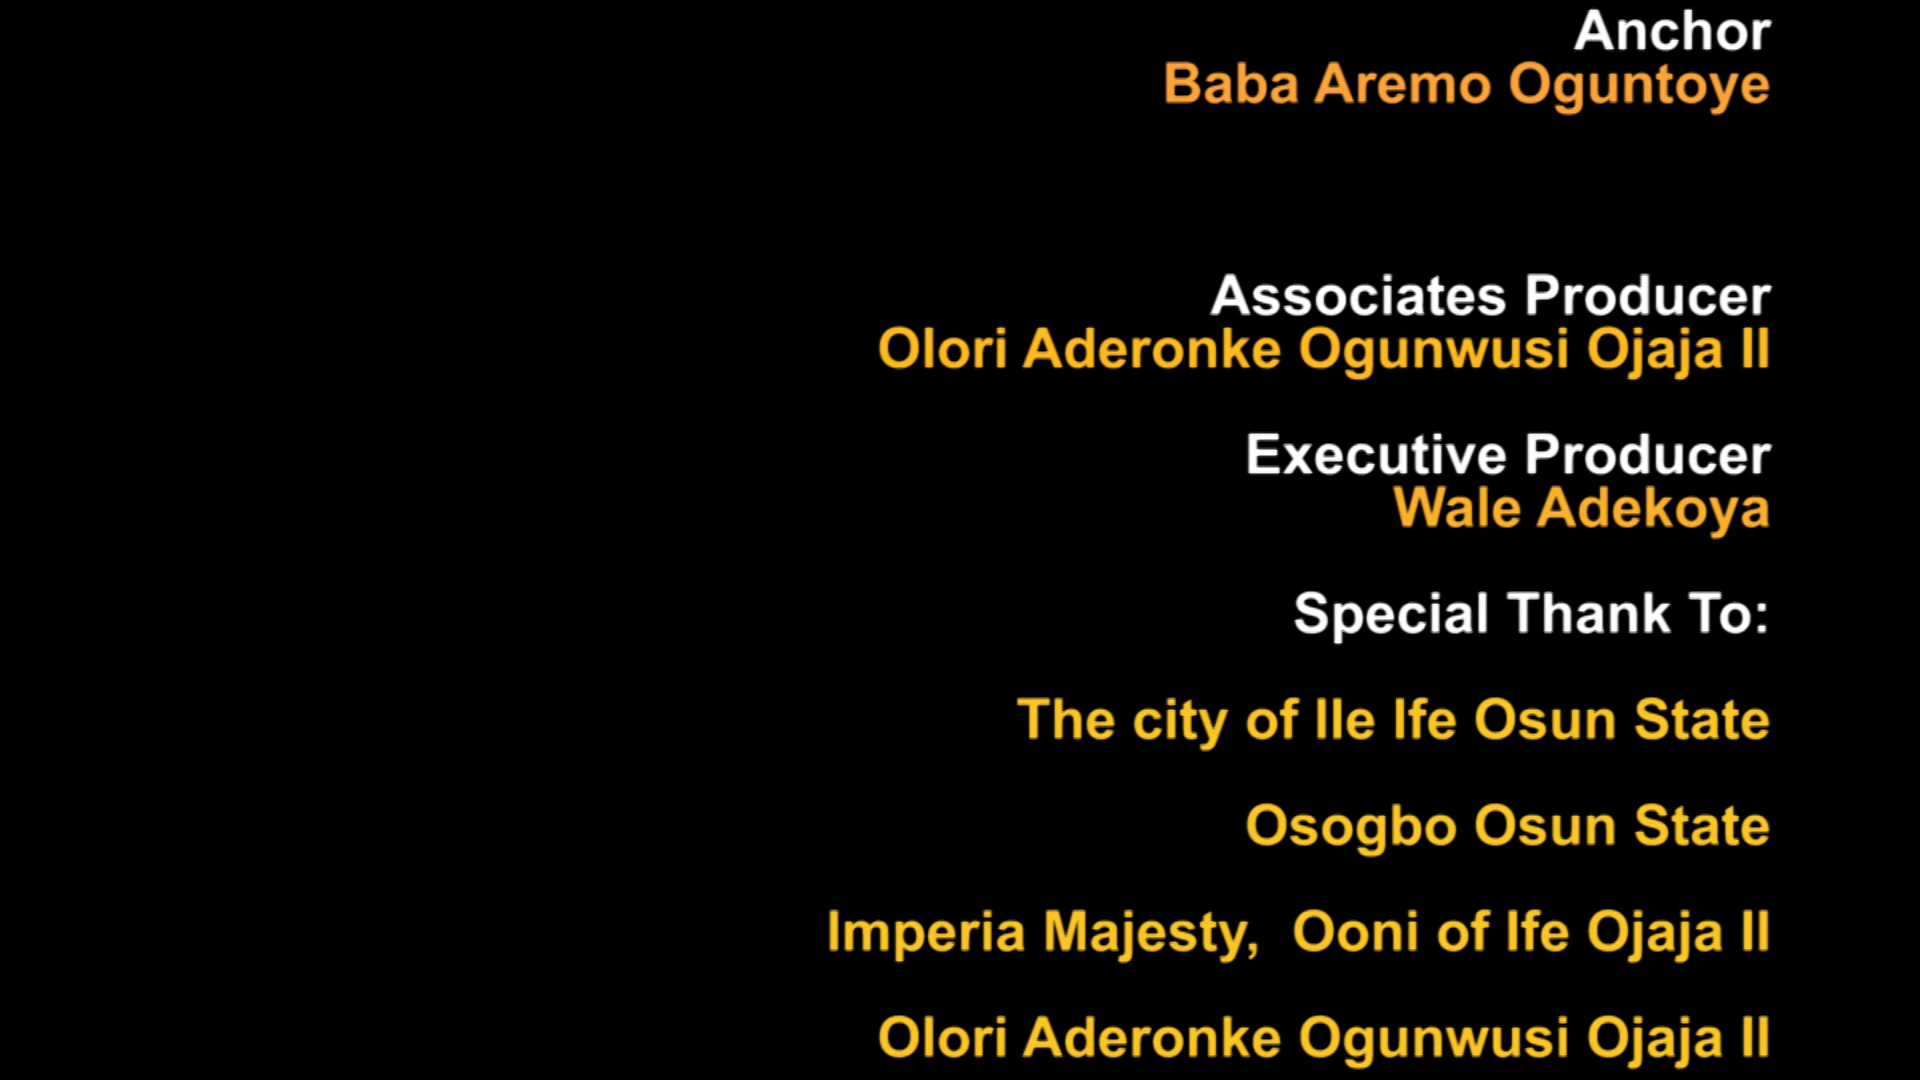 Anchor
Baba Aremo Oguntoye
Associates Producer
Olori Aderonke Ogunwusi Ojaja II
Executive Producer
Wale Adekoya
Special Thank To:
The city of Ile Ife Osun State
Osogbo Osun State
Imperia Majesty,  Ooni of Ife Ojaja II
Olori Aderonke Ogunwusi Ojaja II